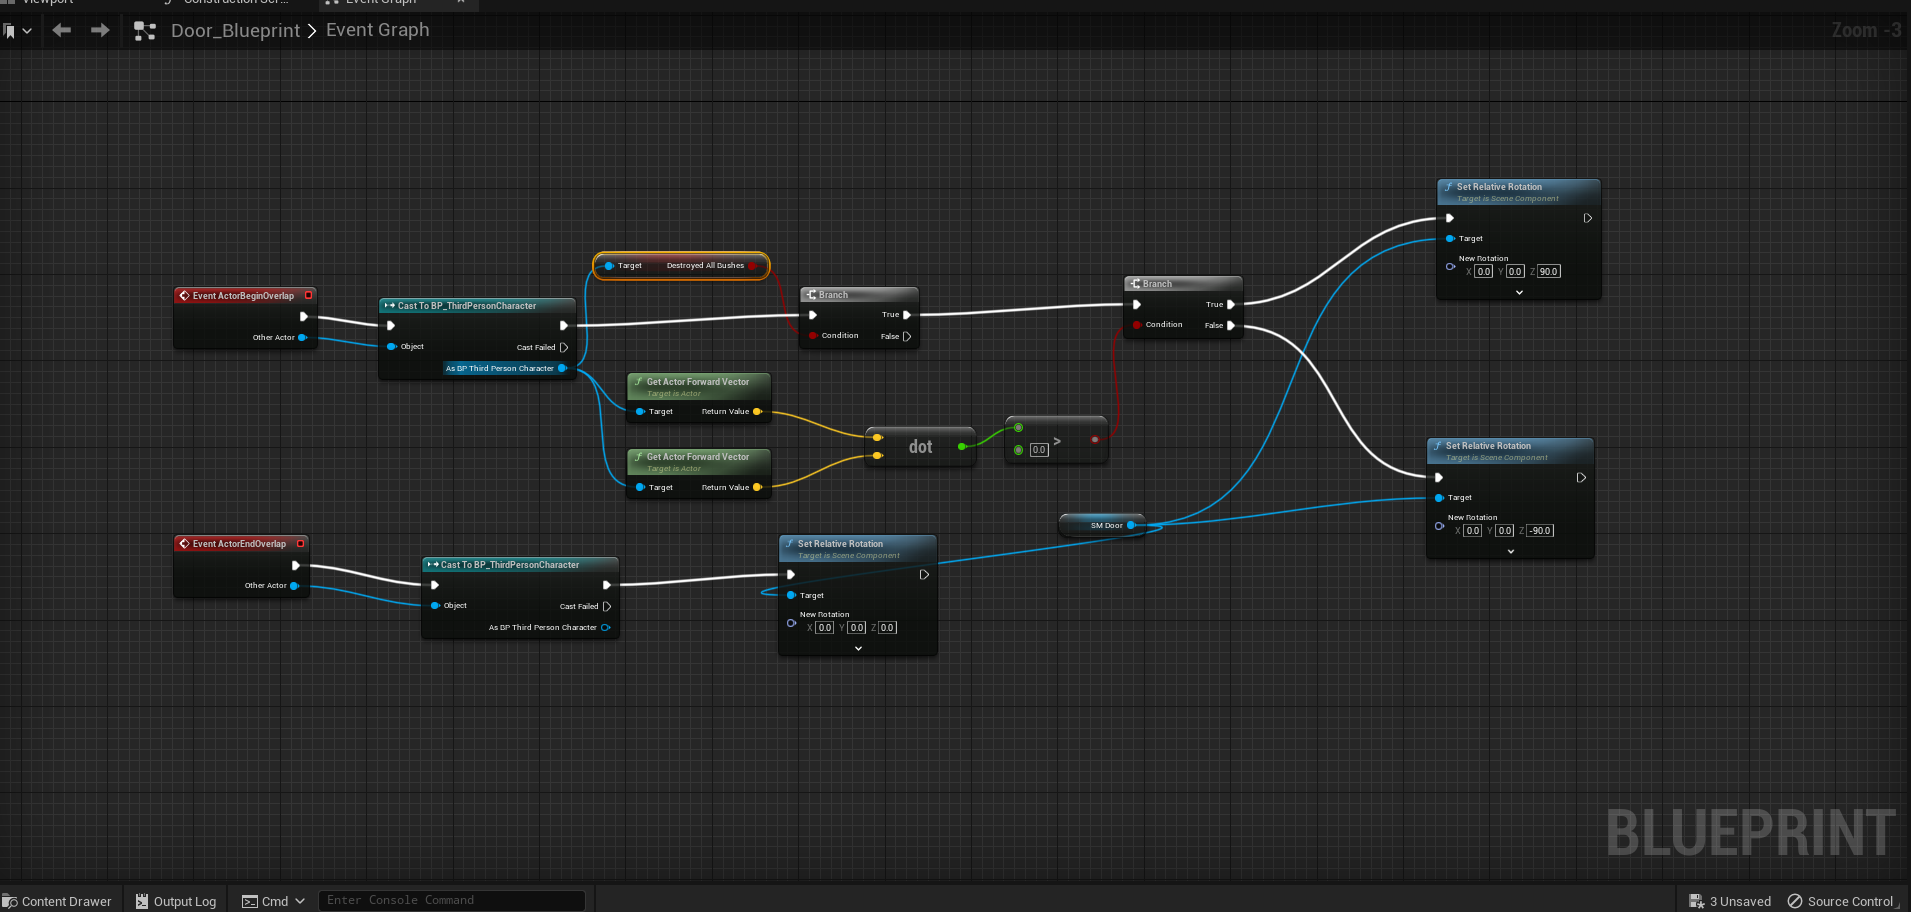 Viewport
Construction Scr...
Event Graph
Door_Blueprint > Event Graph
Zoom -3
Set Relative Rotation
Target is Scene Component
Target
New Rotation
X 0.0 Y 0.0 Z 90.0
Target Destroyed All Bushes
Event ActorBeginOverlap
Other Actor
Cast To BP_ThirdPersonCharacter
Object
Cast Failed
As BP Third Person Character
Branch
True
Condition
False
Branch
True
Condition
False
Get Actor Forward Vector
Target is Actor
Target Return Value
Get Actor Forward Vector
Target is Actor
Target Return Value
dot
0.0 >
Set Relative Rotation
Target is Scene Component
Target
New Rotation
X 0.0 Y 0.0 Z -90.0
SM Door
Event ActorEndOverlap
Other Actor
Cast To BP_ThirdPersonCharacter
Object
Cast Failed
As BP Third Person Character
Set Relative Rotation
Target is Scene Component
Target
New Rotation
X 0.0 Y 0.0 Z 0.0
BLUEPRINT
Content Drawer
Output Log
Cmd
Enter Console Command
3 Unsaved
Source Control